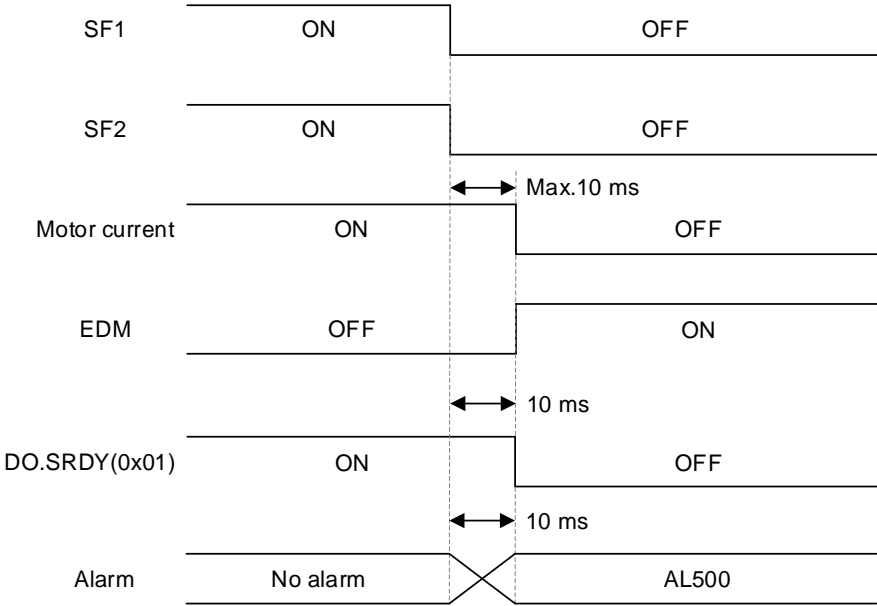 SF1 ON OFF
SF2 ON OFF
Max.10 ms
Motor current ON OFF
EDM OFF ON
10 ms
DO.SRDY(0x01) ON OFF
10 ms
Alarm No alarm AL500